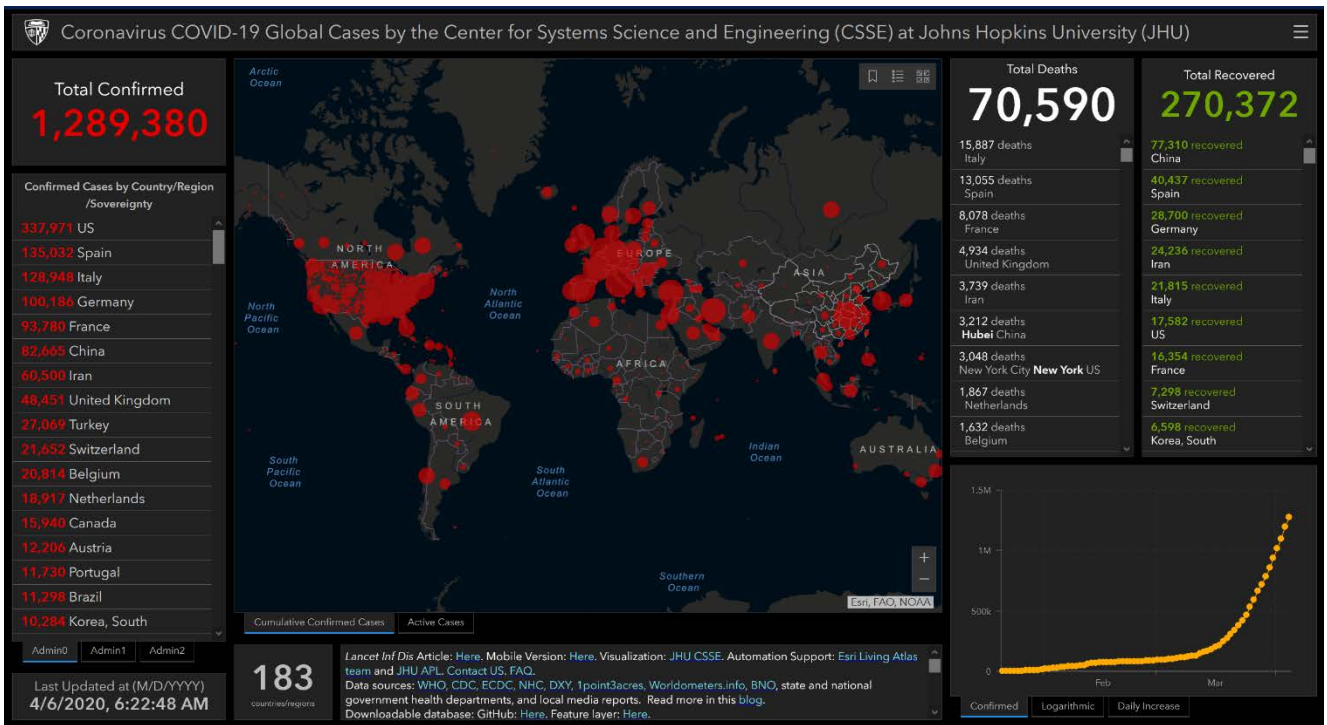 Coronavirus COVID-19 Global Cases by the Center for Systems Science and Engineering (CSSE) at Johns Hopkins University (JHU)
Total Confirmed
1,289,380
Confirmed Cases by Country/Region
/Sovereignty
337,971 US
135,032 Spain
128,948 Italy
100,186 Germany
93,780 France
82,665 China
60,500 Iran
48,451 United Kingdom
27,069 Turkey
21,652 Switzerland
20,814 Belgium
18,917 Netherlands
15,940 Canada
12,206 Austria
11,730 Portugal
11,298 Brazil
10,284 Korea, South
Admin0 Admin1 Admin2
Last Updated at (M/D/YYYY)
4/6/2020, 6:22:48 AM
Arctic
Ocean
NORTH
AMERICA
EUROPE
ASIA
North
Pacific
Ocean
North
Atlantic
Ocean
AFRICA
SOUTH
AMERICA
Indian
Ocean
AUSTRALIA
South
Pacific
Ocean
South
Atlantic
Ocean
Southern
Ocean
+
−
Esri, FAO, NOAA
Cumulative Confirmed Cases Active Cases
183
countries/regions
Lancet Inf Dis Article: Here. Mobile Version: Here. Visualization: JHU CSSE. Automation Support: Esri Living Atlas
team and JHU APL. Contact US. FAQ.
Data sources: WHO, CDC, ECDC, NHC, DXY, 1point3acres, Worldometers.info, BNO, state and national
government health departments, and local media reports. Read more in this blog.
Downloadable database: GitHub: Here. Feature layer: Here.
Total Deaths
70,590
15,887 deaths
Italy
13,055 deaths
Spain
8,078 deaths
France
4,934 deaths
United Kingdom
3,739 deaths
Iran
3,212 deaths
Hubei China
3,048 deaths
New York City New York US
1,867 deaths
Netherlands
1,632 deaths
Belgium
Total Recovered
270,372
77,310 recovered
China
40,437 recovered
Spain
28,700 recovered
Germany
24,236 recovered
Iran
21,815 recovered
Italy
17,582 recovered
US
16,354 recovered
France
7,298 recovered
Switzerland
6,598 recovered
Korea, South
1.5M
1M
500k
0
Feb Mar
Confirmed Logarithmic Daily Increase